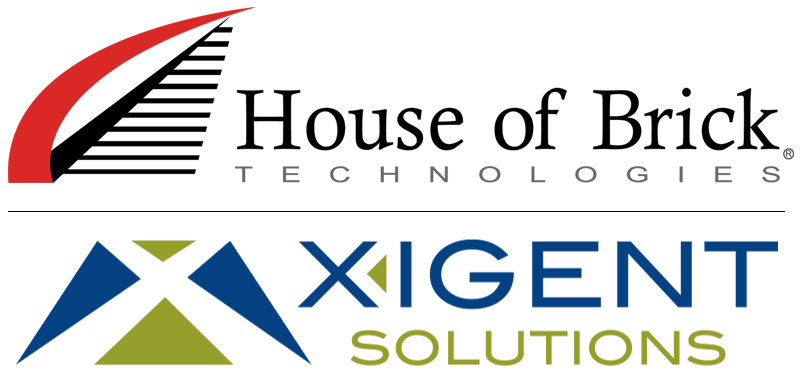 House of Brick®
TECHNOLOGIES
XIGENT
SOLUTIONS